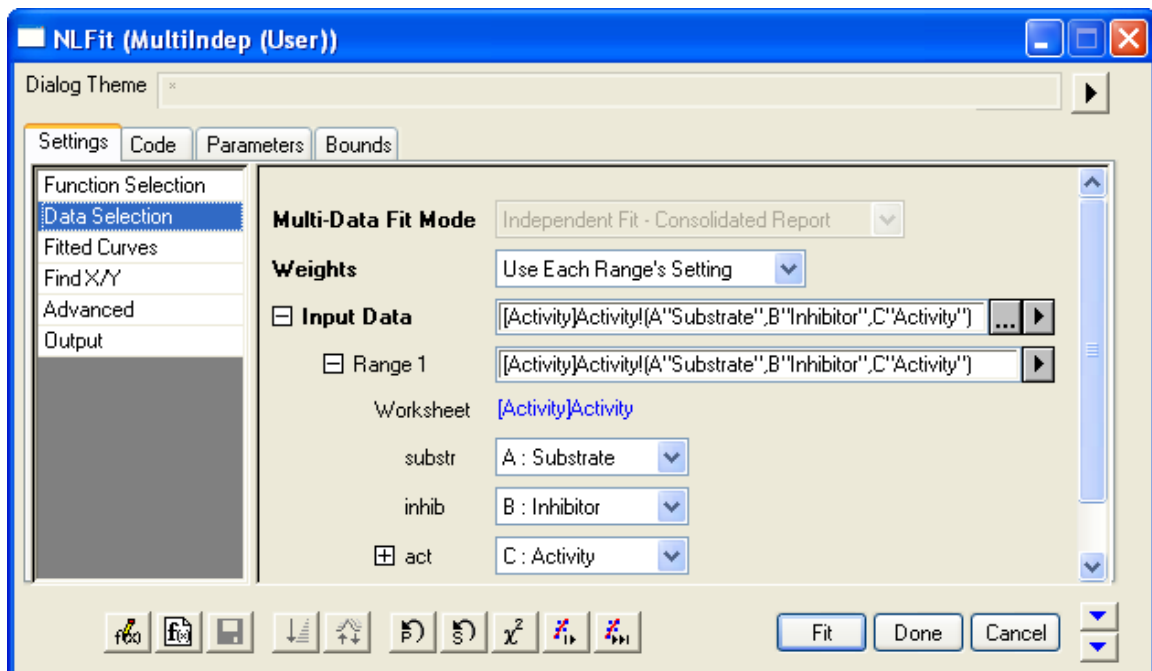 NLFit (MultiIndep (User))
Dialog Theme *
Settings Code Parameters Bounds
Function Selection
Data Selection
Fitted Curves
Find X/Y
Advanced
Output
Multi-Data Fit Mode Independent Fit - Consolidated Report
Weights Use Each Range's Setting
Input Data [Activity]Activity!(A"Substrate",B"Inhibitor",C"Activity") ...
Range 1 [Activity]Activity!(A"Substrate",B"Inhibitor",C"Activity")
Worksheet [Activity]Activity
substr A : Substrate
inhib B : Inhibitor
act C : Activity
f(x) P S χ² Fit Done Cancel